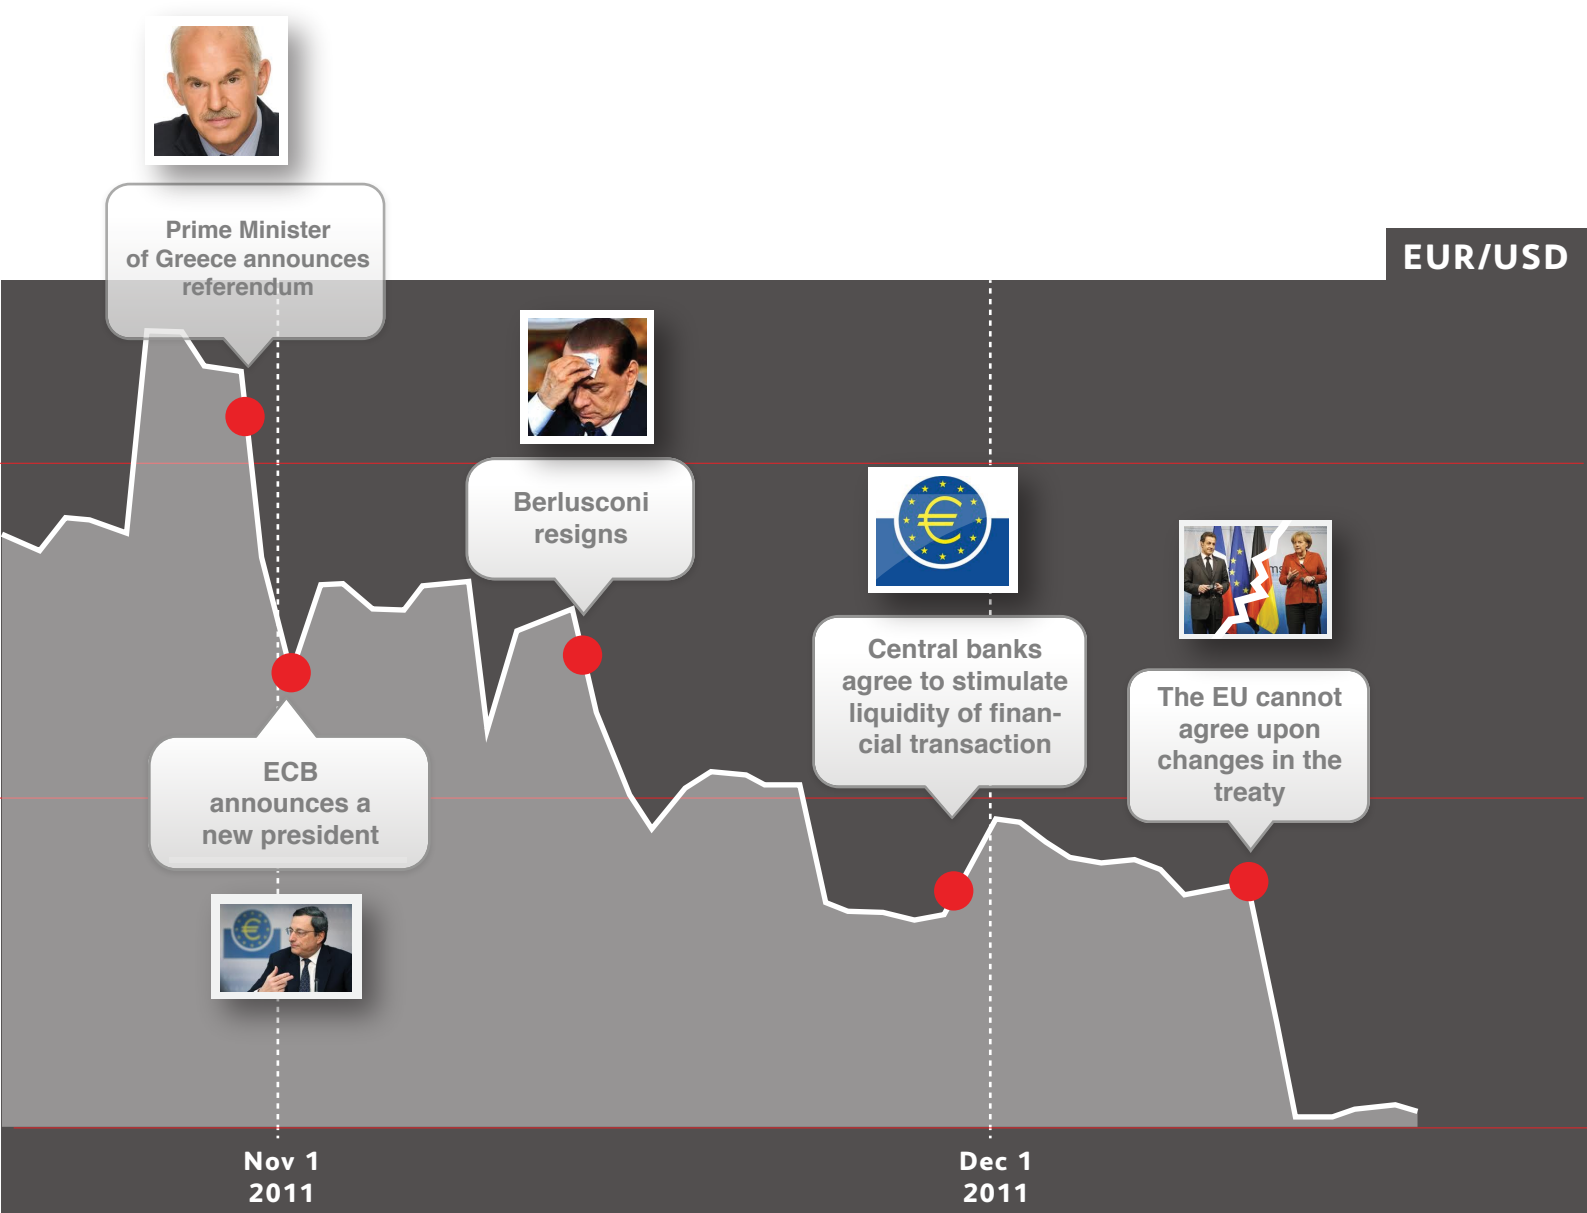 Prime Minister
of Greece announces
referendum
EUR/USD
Berlusconi
resigns
Central banks
agree to stimulate
liquidity of finan-
cial transaction
The EU cannot
agree upon
changes in the
treaty
ECB
announces a
new president
Nov 1
2011
Dec 1
2011